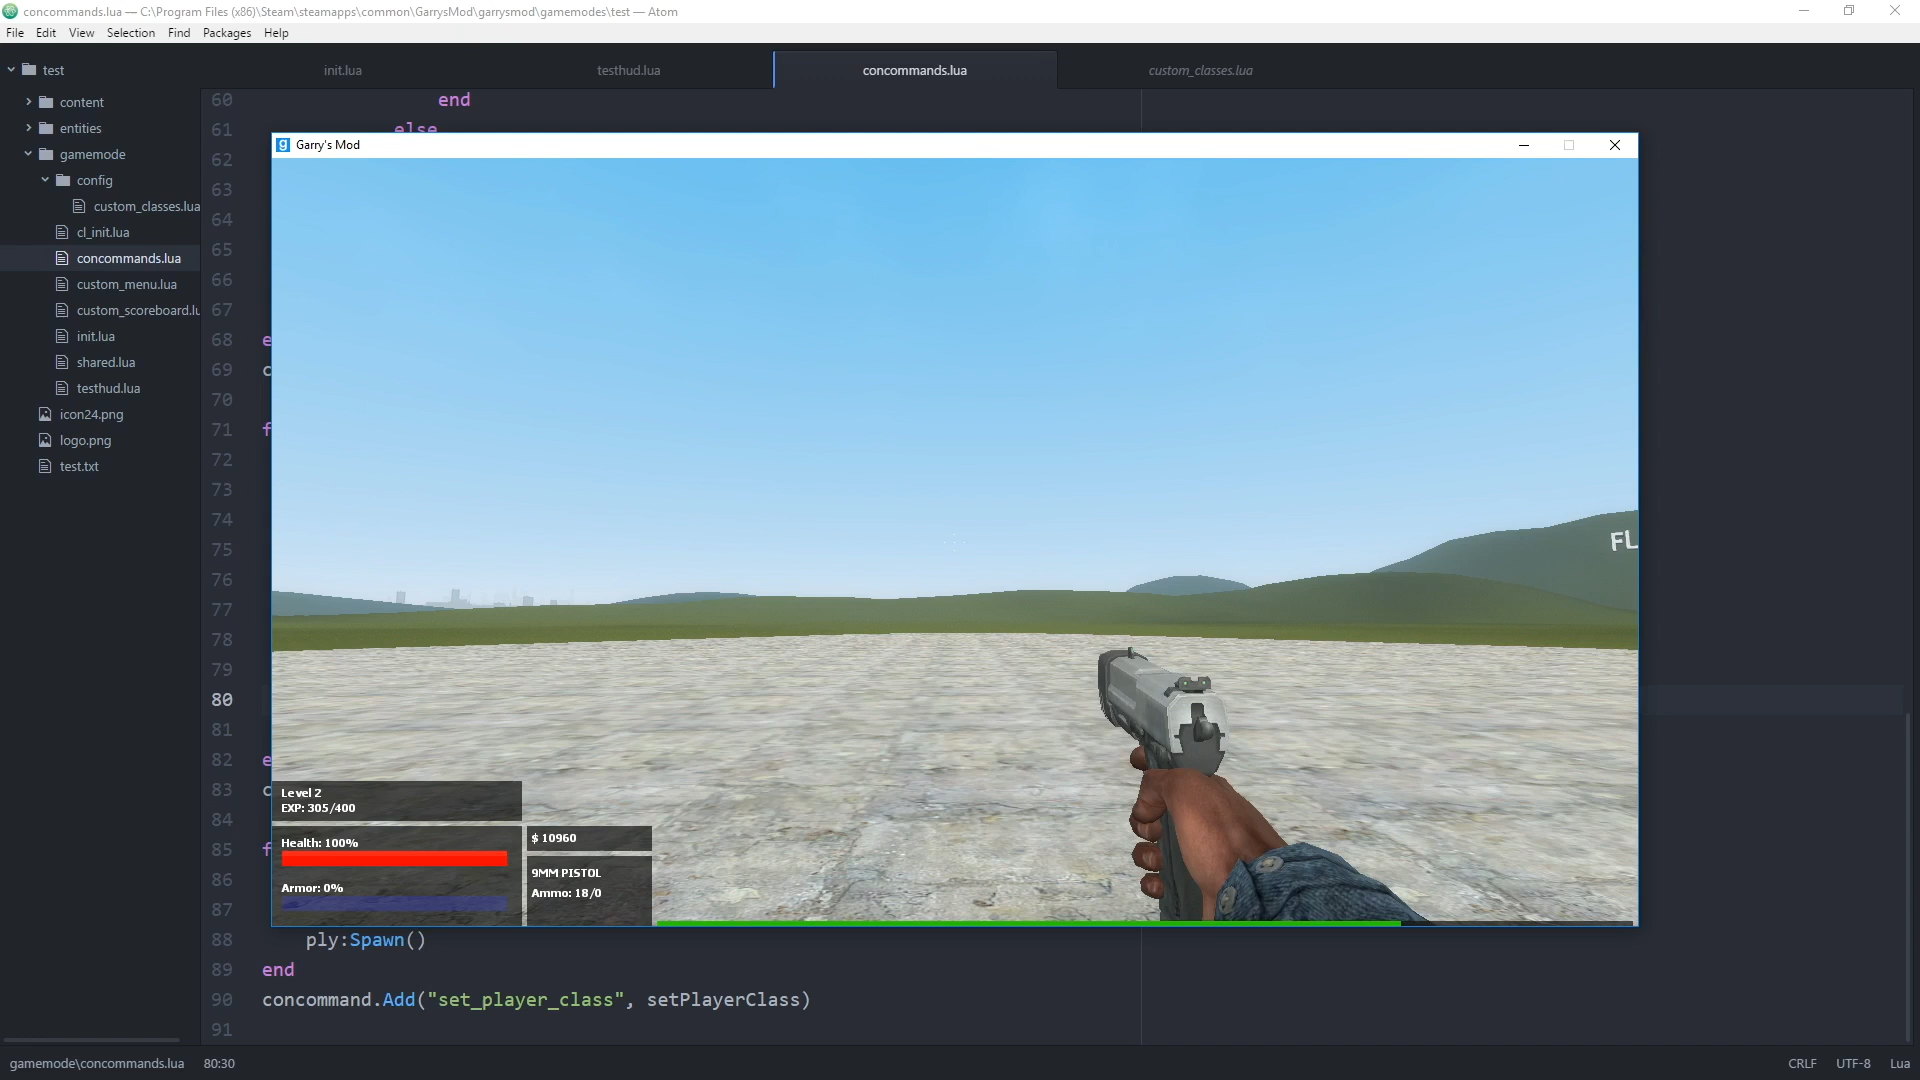 concommands.lua — C:\Program Files (x86)\Steam\steamapps\common\GarrysMod\garrysmod\gamemodes\test — Atom
File Edit View Selection Find Packages Help
test
content
entities
gamemode
config
custom_classes.lua
cl_init.lua
concommands.lua
custom_menu.lua
custom_scoreboard.lu
init.lua
shared.lua
testhud.lua
icon24.png
logo.png
test.txt
init.lua testhud.lua concommands.lua custom_classes.lua
60 end
61 else
62
63
64
65
66
67
68 e
69 c
70
71 f
72
73
74
75
76
77
78
79
80
81
82 e
83 c
84
85 f
86
87
88 ply:Spawn()
89 end
90 concommand.Add("set_player_class", setPlayerClass)
91
Garry's Mod
FL
Level 2
EXP: 305/400
Health: 100%
Armor: 0%
$ 10960
9MM PISTOL
Ammo: 18/0
gamemode\concommands.lua 80:30 CRLF UTF-8 Lua